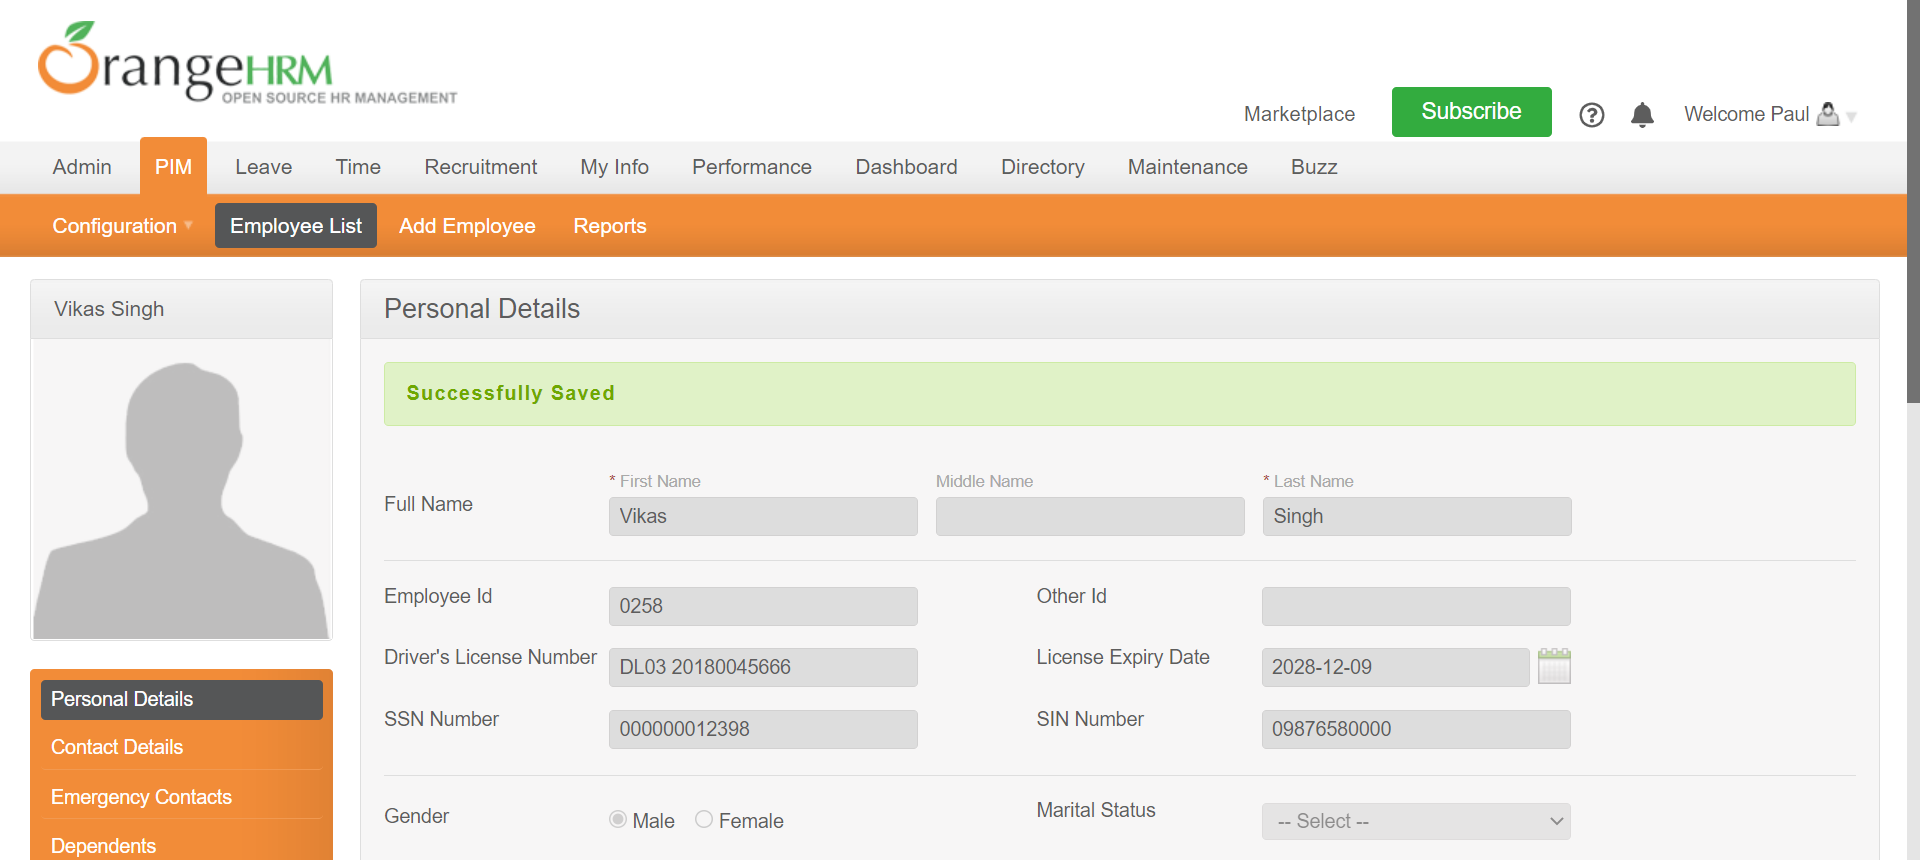 OrangeHRM
OPEN SOURCE HR MANAGEMENT
Marketplace
Subscribe
?
Welcome Paul
Admin
PIM
Leave
Time
Recruitment
My Info
Performance
Dashboard
Directory
Maintenance
Buzz
Configuration
Employee List
Add Employee
Reports
Vikas Singh
Personal Details
Contact Details
Emergency Contacts
Dependents
Personal Details
Successfully Saved
Full Name
* First Name
Vikas
Middle Name
* Last Name
Singh
Employee Id
0258
Other Id
Driver's License Number
DL03 20180045666
License Expiry Date
2028-12-09
SSN Number
000000012398
SIN Number
09876580000
Gender
Male
Female
Marital Status
-- Select --